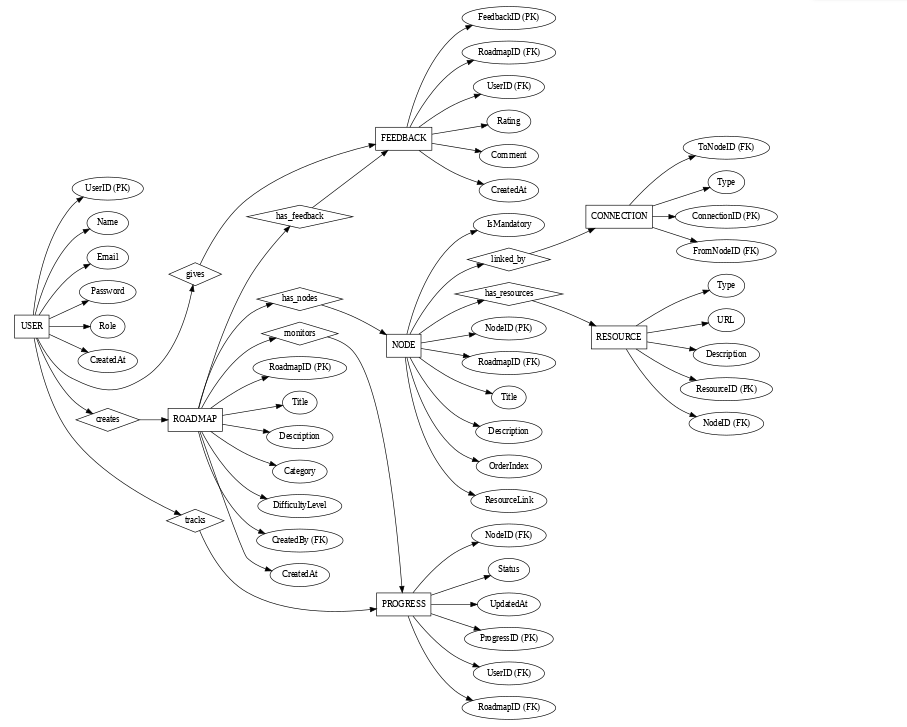 FeedbackID (PK)
RoadmapID (FK)
UserID (FK)
Rating
Comment
CreatedAt
FEEDBACK
has_feedback
gives
UserID (PK)
Name
Email
Password
Role
CreatedAt
USER
creates
tracks
ROADMAP
has_nodes
monitors
RoadmapID (PK)
Title
Description
Category
DifficultyLevel
CreatedBy (FK)
CreatedAt
NODE
IsMandatory
linked_by
has_resources
NodeID (PK)
RoadmapID (FK)
Title
Description
OrderIndex
ResourceLink
CONNECTION
ToNodeID (FK)
Type
ConnectionID (PK)
FromNodeID (FK)
RESOURCE
Type
URL
Description
ResourceID (PK)
NodeID (FK)
PROGRESS
NodeID (FK)
Status
UpdatedAt
ProgressID (PK)
UserID (FK)
RoadmapID (FK)